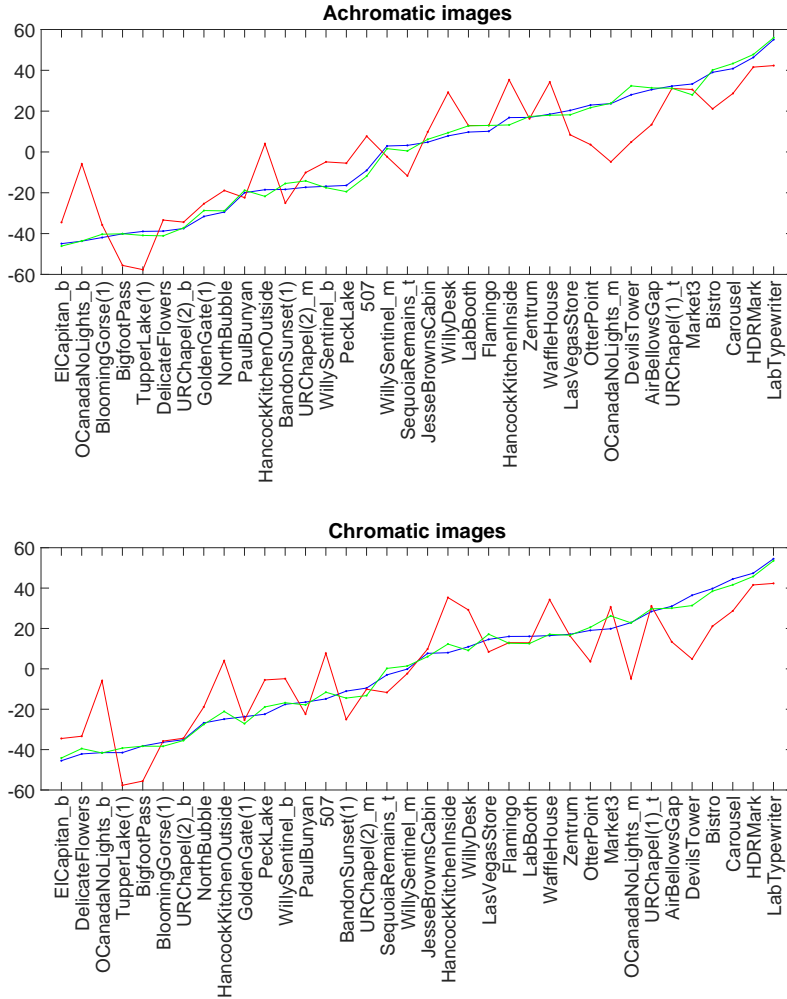 Achromatic images
60
40
20
0
-20
-40
-60
ElCapitan_b
OCanadaNoLights_b
BloomingGorse(1)
BigfootPass
TupperLake(1)
DelicateFlowers
URChapel(2)_b
GoldenGate(1)
NorthBubble
PaulBunyan
HancockKitchenOutside
BandonSunset(1)
URChapel(2)_m
WillySentinel_b
PeckLake
507
WillySentinel_m
SequoiaRemains_t
JesseBrownsCabin
WillyDesk
LabBooth
Flamingo
HancockKitchenInside
Zentrum
WaffleHouse
LasVegasStore
OtterPoint
OCanadaNoLights_m
DevilsTower
AirBellowsGap
URChapel(1)_t
Market3
Bistro
Carousel
HDRMark
LabTypewriter
Chromatic images
60
40
20
0
-20
-40
-60
ElCapitan_b
DelicateFlowers
OCanadaNoLights_b
TupperLake(1)
BigfootPass
BloomingGorse(1)
URChapel(2)_b
NorthBubble
HancockKitchenOutside
GoldenGate(1)
PeckLake
WillySentinel_b
PaulBunyan
507
BandonSunset(1)
URChapel(2)_m
SequoiaRemains_t
WillySentinel_m
JesseBrownsCabin
HancockKitchenInside
WillyDesk
LasVegasStore
Flamingo
LabBooth
WaffleHouse
Zentrum
OtterPoint
Market3
OCanadaNoLights_m
URChapel(1)_t
AirBellowsGap
DevilsTower
Bistro
Carousel
HDRMark
LabTypewriter